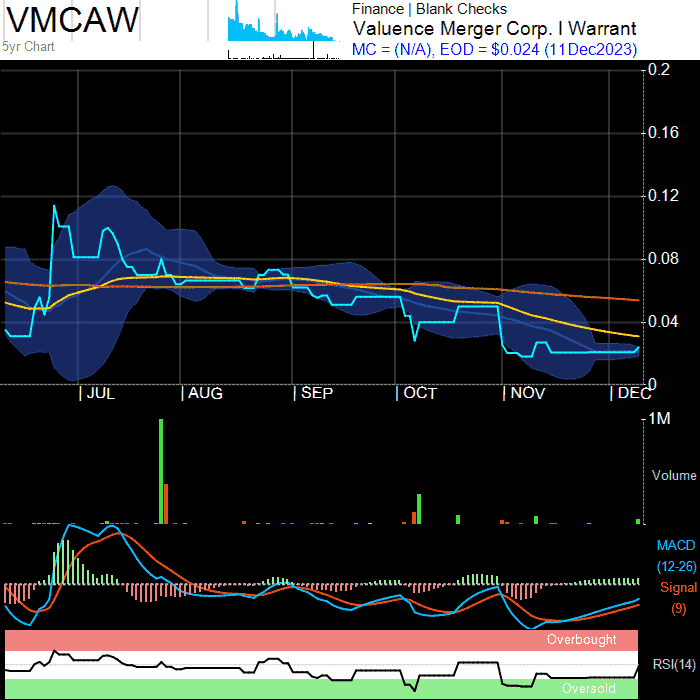 VMCAW
5yr Chart
Finance | Blank Checks
Valuence Merger Corp. I Warrant
MC = (N/A), EOD = $0.024 (11Dec2023)
0.2
0.16
0.12
0.08
0.04
0
JUL AUG SEP OCT NOV DEC
1M
Volume
MACD
(12-26)
Signal
(9)
Overbought
RSI(14)
Oversold